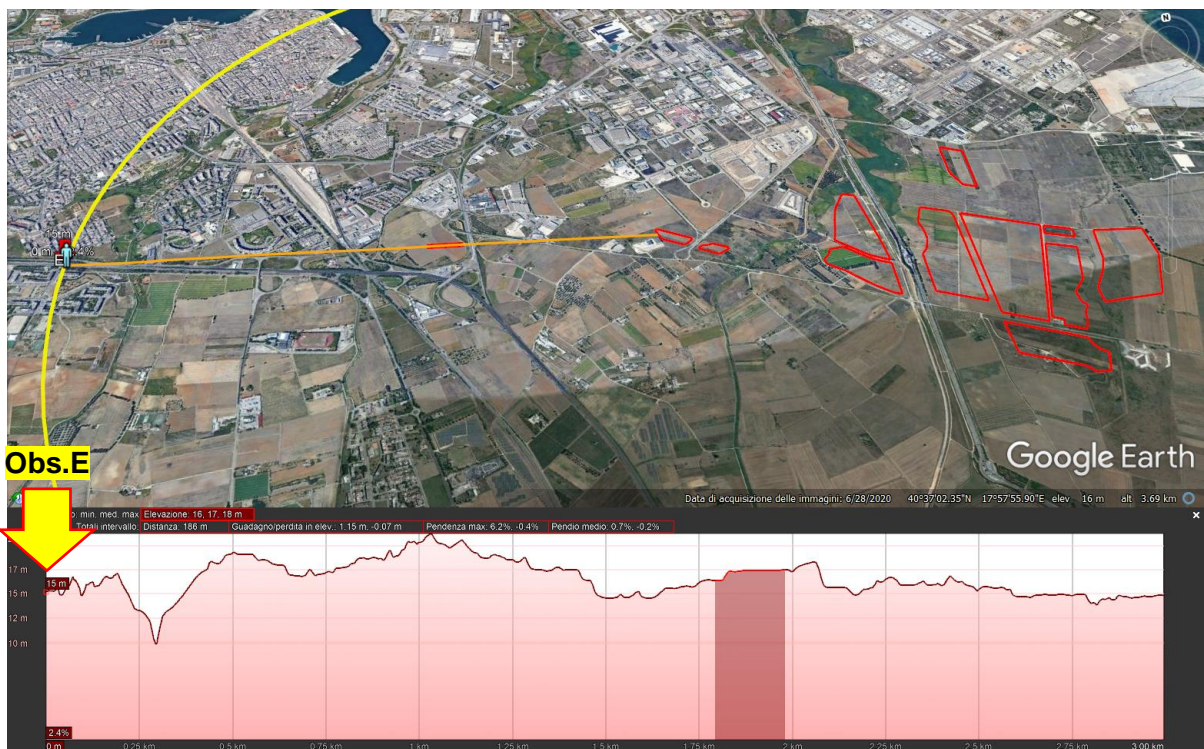 N
15 m
0 m 2.4%
E
Obs.E
Google Earth
Data di acquisizione delle immagini: 6/28/2020 40°37'02.35"N 17°57'55.90"E elev 16 m alt 3.69 km
min. med. max Elevazione: 16, 17, 18 m
Totali intervallo: Distanza: 186 m Guadagno/perdita in elev.: 1.15 m, -0.07 m Pendenza max: 6.2%, -0.4% Pendio medio: 0.7%, -0.2%
17 m
15 m
15 m
12 m
10 m
2.4%
0 m 0.25 km 0.5 km 0.75 km 1 km 1.25 km 1.5 km 1.75 km 2 km 2.25 km 2.5 km 2.75 km 3.00 km